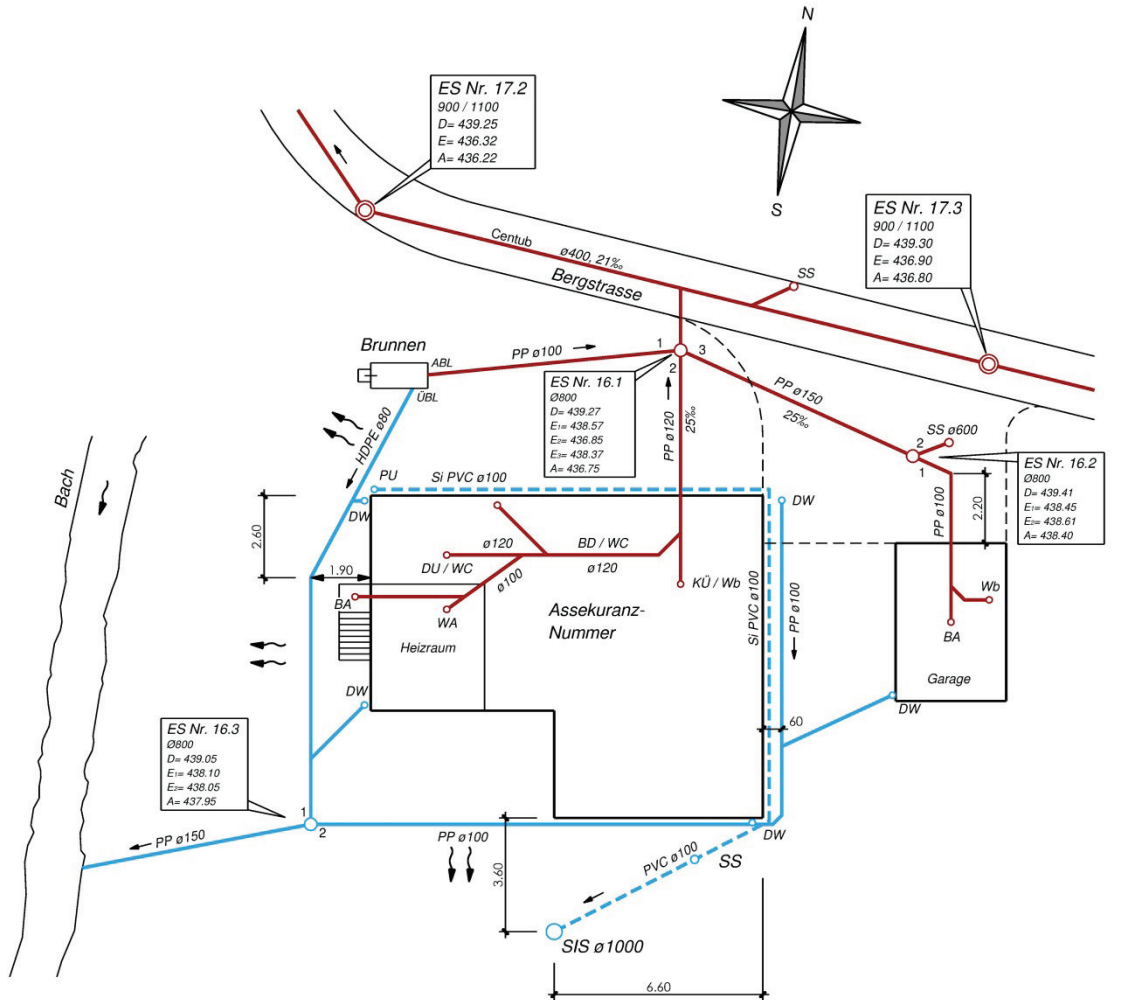 N
S
ES Nr. 17.2
900 / 1100
D= 439.25
E= 436.32
A= 436.22
ES Nr. 17.3
900 / 1100
D= 439.30
E= 436.90
A= 436.80
Centub
ø400, 21‰
Bergstrasse
SS
Brunnen
ABL
ÜBL
PP ø100
1
2
3
ES Nr. 16.1
Ø800
D= 439.27
E1= 438.57
E2= 436.85
E3= 438.37
A= 436.75
PP ø120
25‰
PP ø150
25‰
SS ø600
2
1
ES Nr. 16.2
Ø800
D= 439.41
E1= 438.45
E2= 438.61
A= 438.40
PP ø100
2.20
Bach
HDPE ø80
PU
Si PVC ø100
DW
DW
2.60
1.90
ø120
BD / WC
DU / WC
ø100
ø120
KÜ / Wb
BA
WA
Heizraum
Assekuranz-
Nummer
Si PVC ø100
PP ø100
Wb
BA
Garage
DW
DW
60
ES Nr. 16.3
Ø800
D= 439.05
E1= 438.10
E2= 438.05
A= 437.95
1
2
PP ø150
PP ø100
DW
3.60
PVC ø100
SS
SIS ø1000
6.60